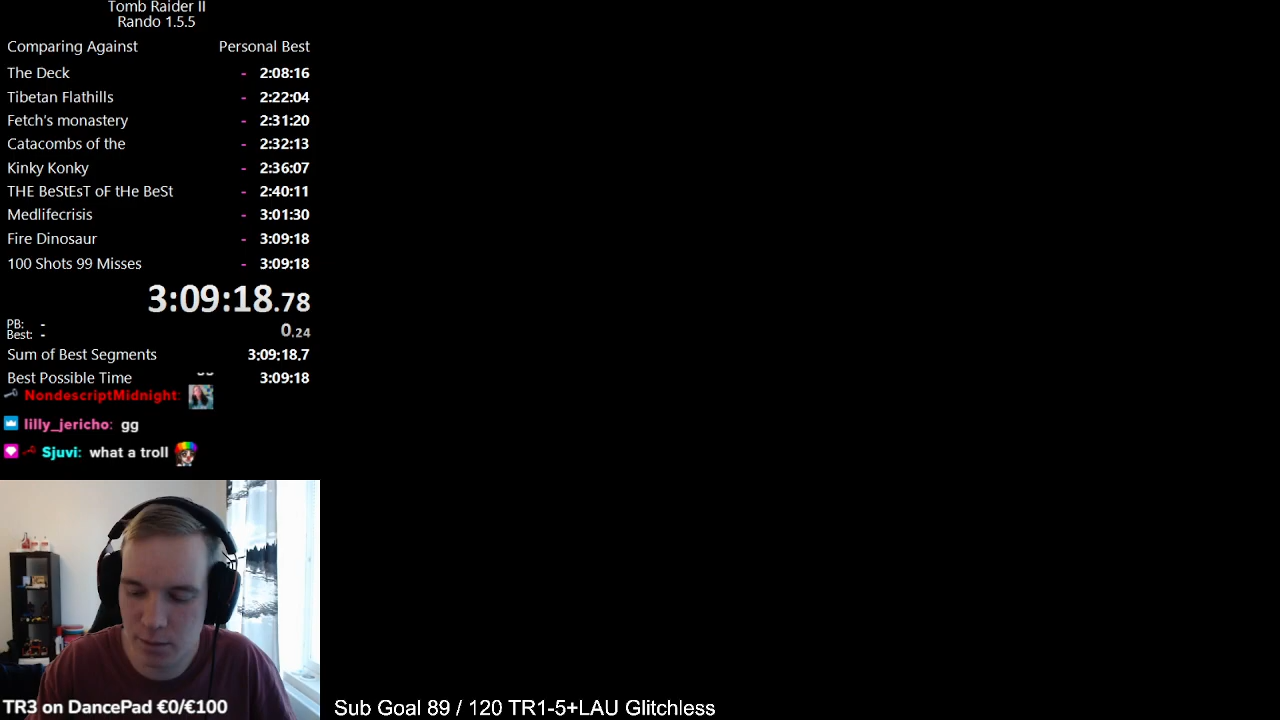 Tomb Raider II
Rando 1.5.5
Comparing Against Personal Best
The Deck - 2:08:16
Tibetan Flathills - 2:22:04
Fetch's monastery - 2:31:20
Catacombs of the - 2:32:13
Kinky Konky - 2:36:07
THE BeStEsT oF tHe BeSt - 2:40:11
Medlifecrisis - 3:01:30
Fire Dinosaur - 3:09:18
100 Shots 99 Misses - 3:09:18
3:09:18.78
PB: - 0.24
Best: -
Sum of Best Segments 3:09:18.7
Best Possible Time 3:09:18
NondescriptMidnight:
lilly_jericho: gg
Sjuvi: what a troll
TR3 on DancePad €0/€100
Sub Goal 89 / 120 TR1-5+LAU Glitchless